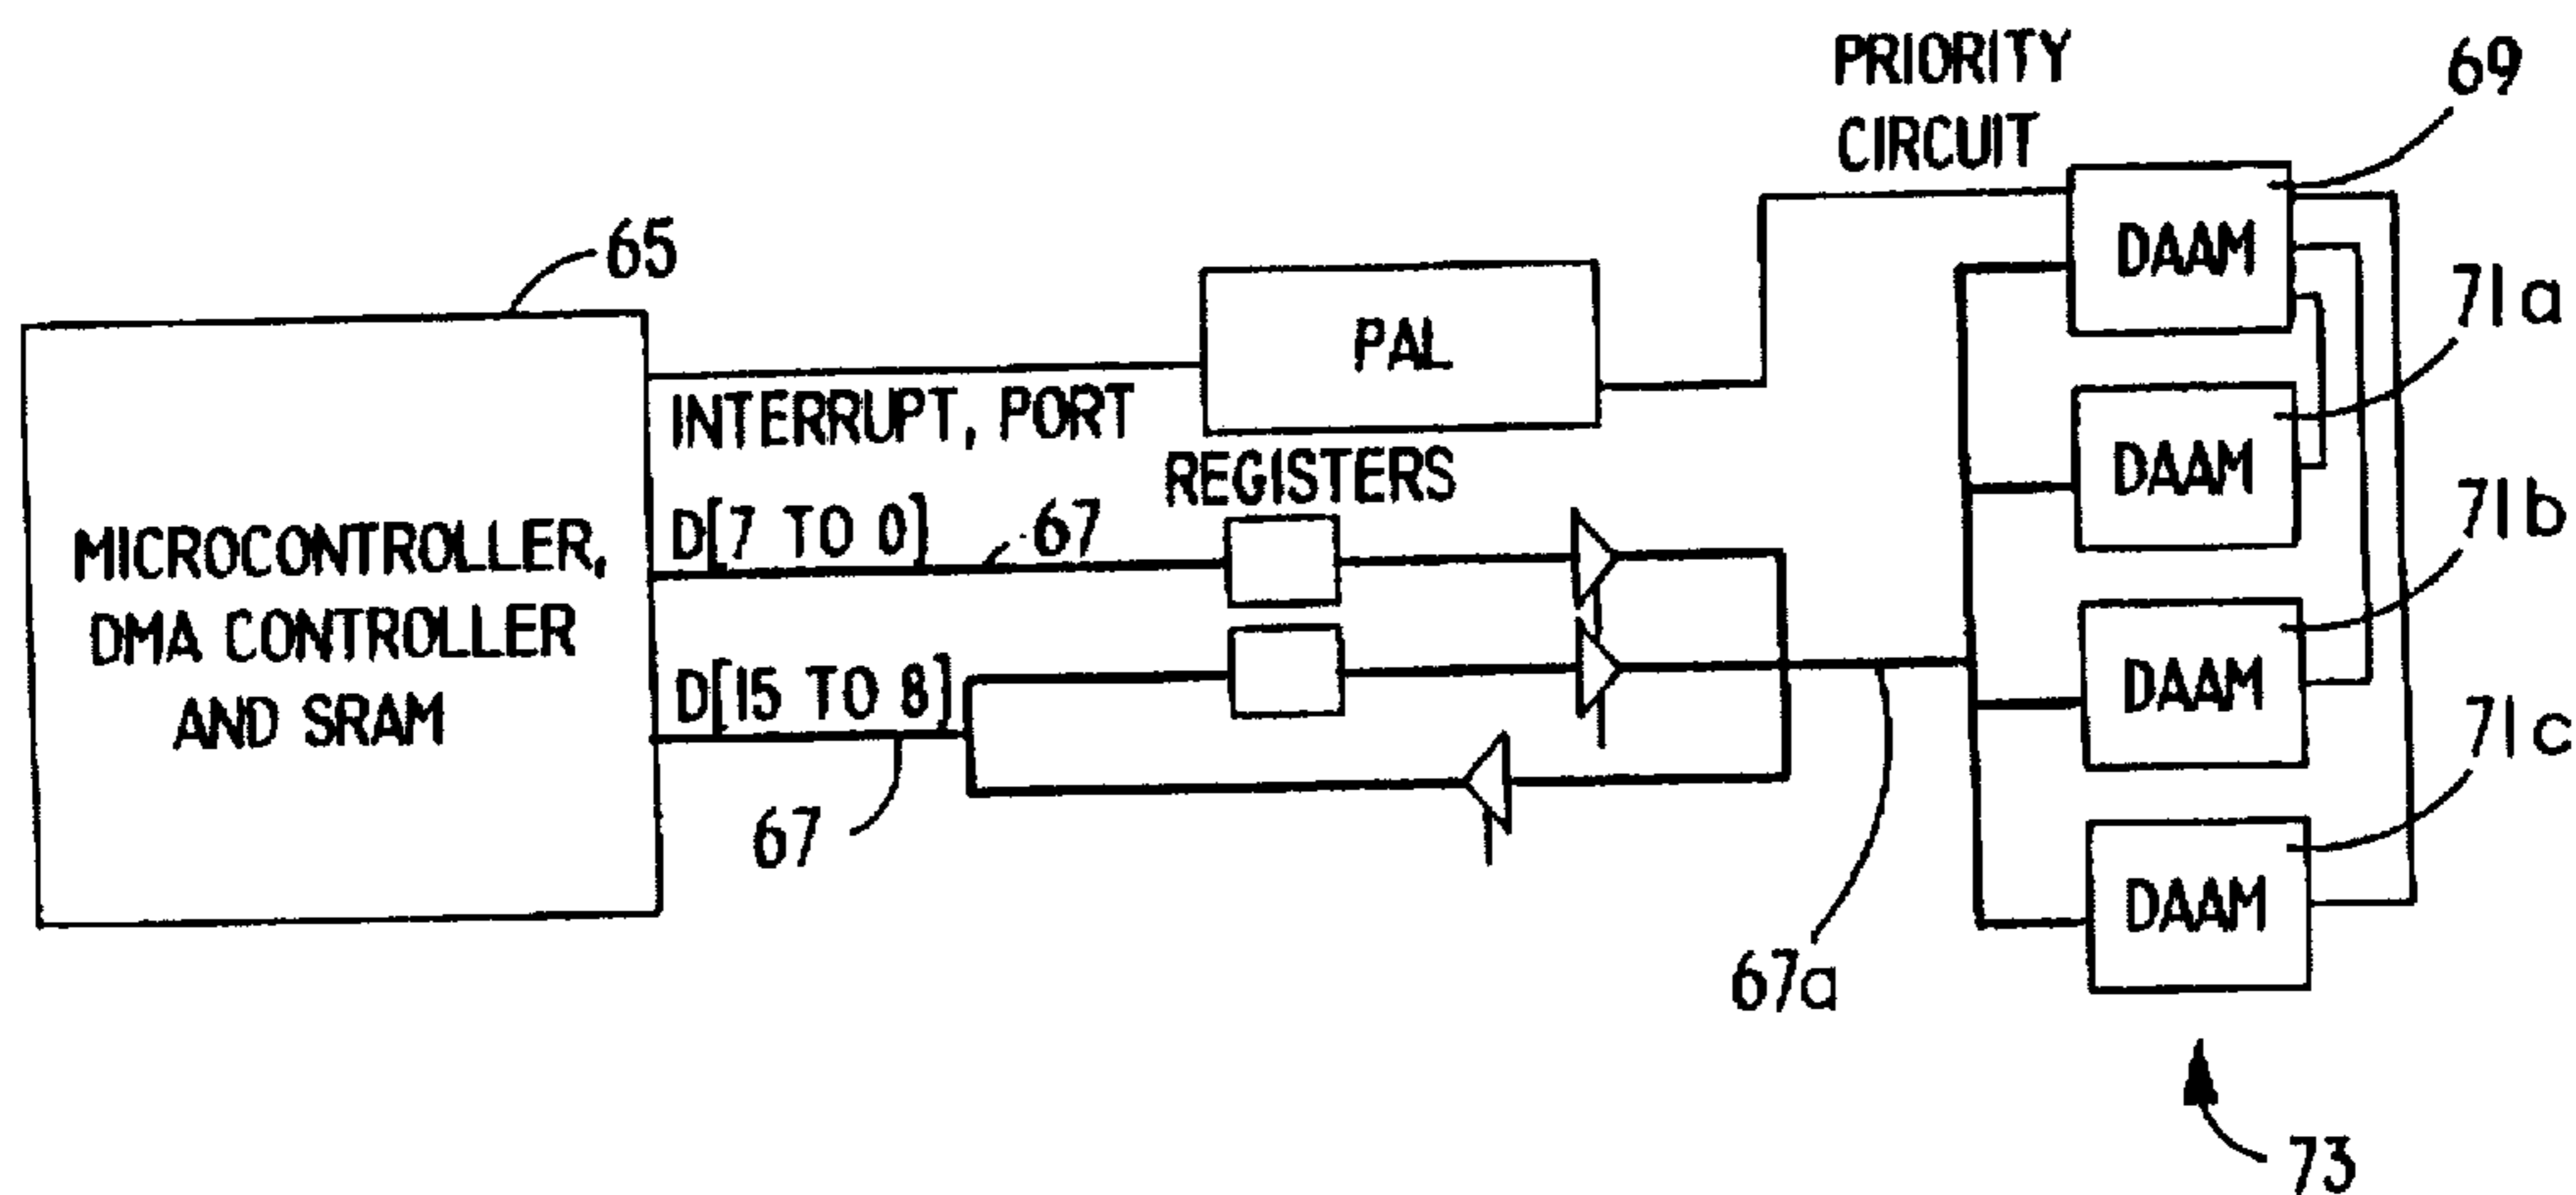 PRIORITY
CIRCUIT
69
65
DAAM
71a
PAL
INTERRUPT, PORT
DAAM
REGISTERS
71b
D[7 TO 0]
67
MICROCONTROLLER,
DMA CONTROLLER
AND SRAM
DAAM
D[15 TO 8]
71c
67
DAAM
67a
73